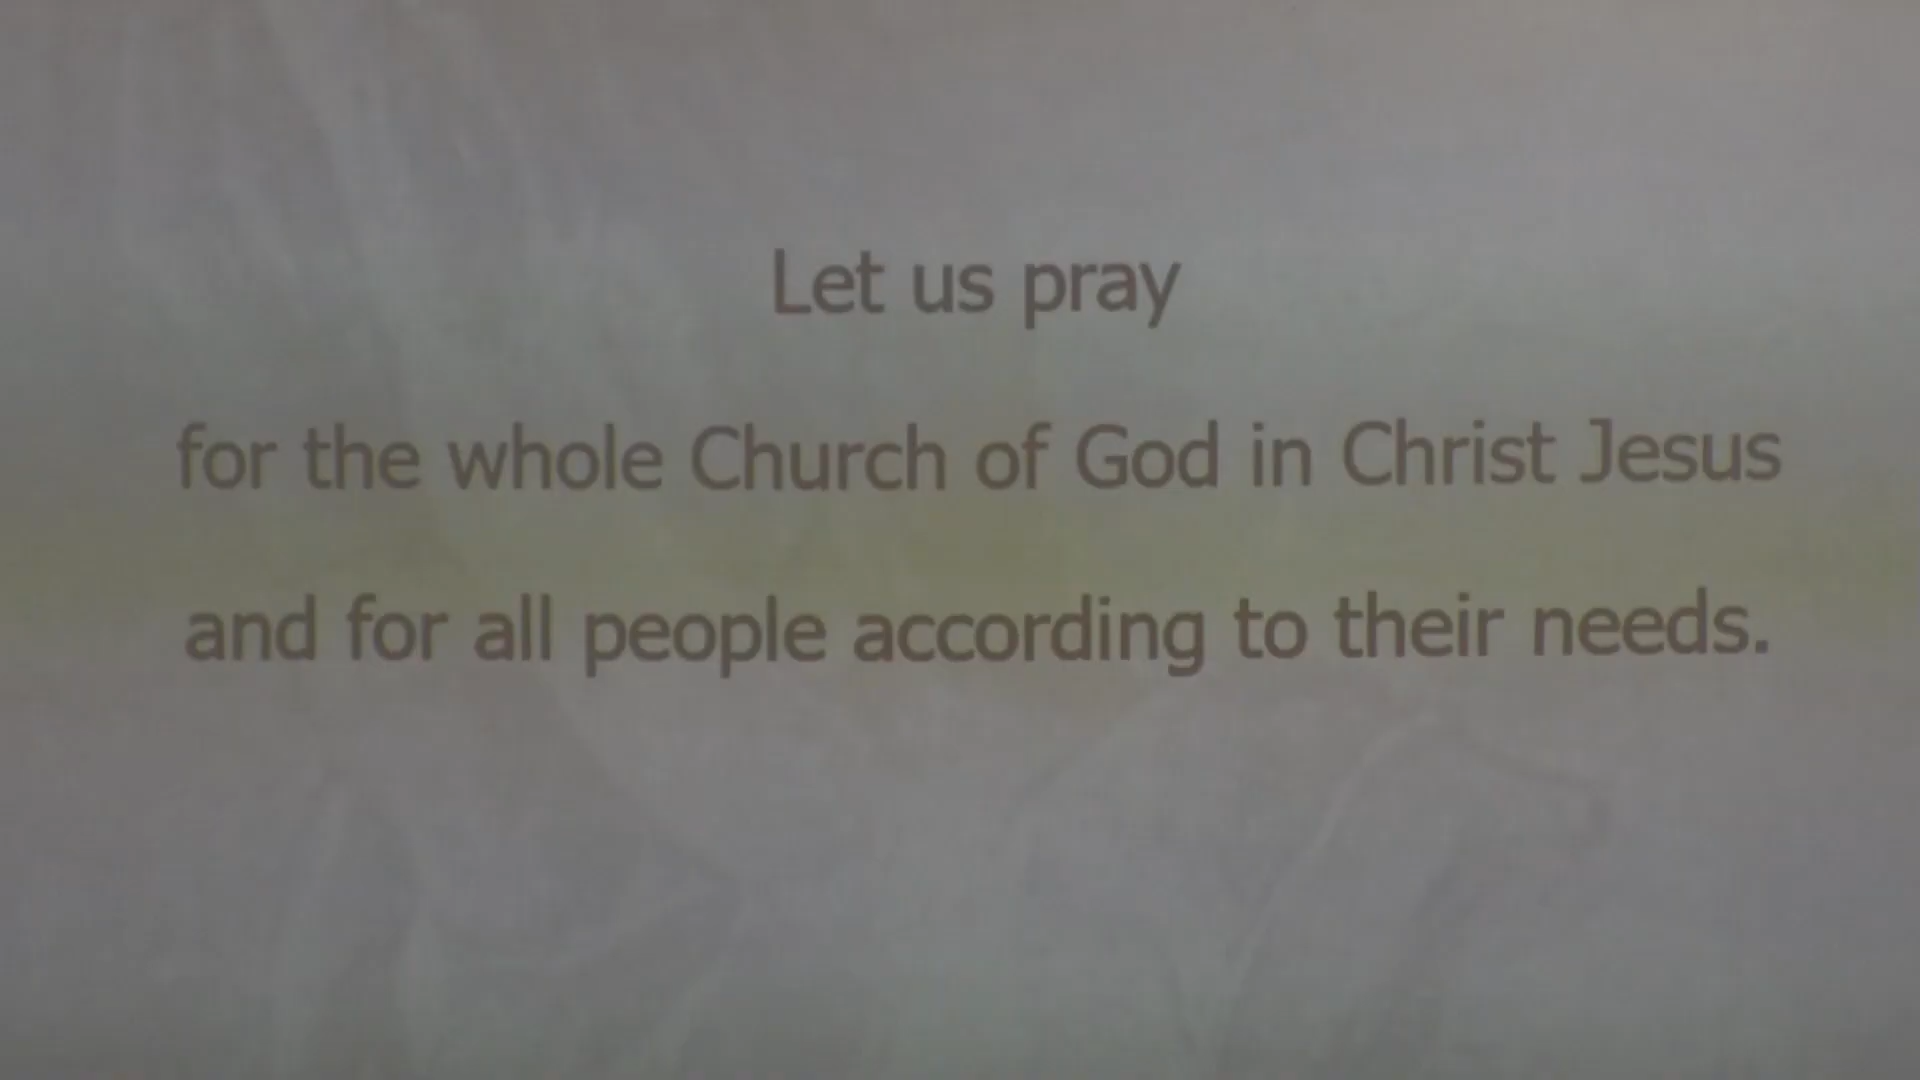 Let us pray
for the whole Church of God in Christ Jesus
and for all people according to their needs.